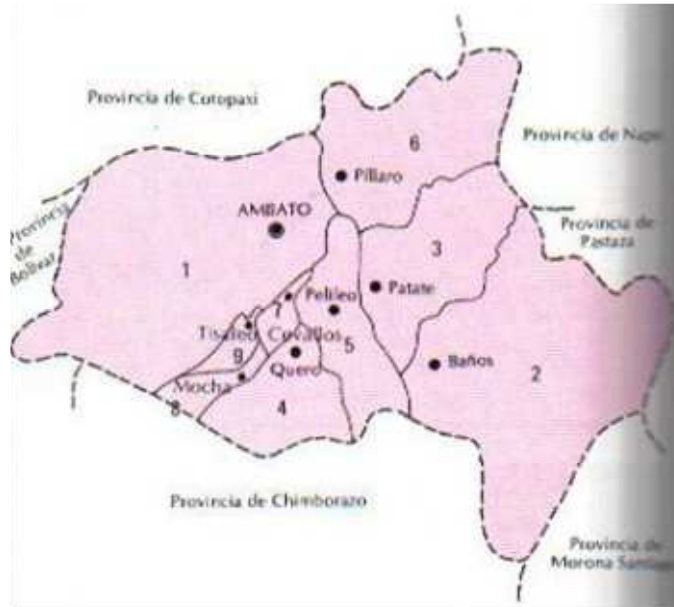 Provincia de Cotopaxi
6
Provincia de Napo
Píllaro
AMBATO
Provincia
de
Bolívar
Provincia de
Pastaza
3
1
Pelileo
Patate
7
Tisaleo
Cevallos
5
9
Baños
2
Quero
Mocha
8
4
Provincia de Chimborazo
Provincia de
Morona Santiago